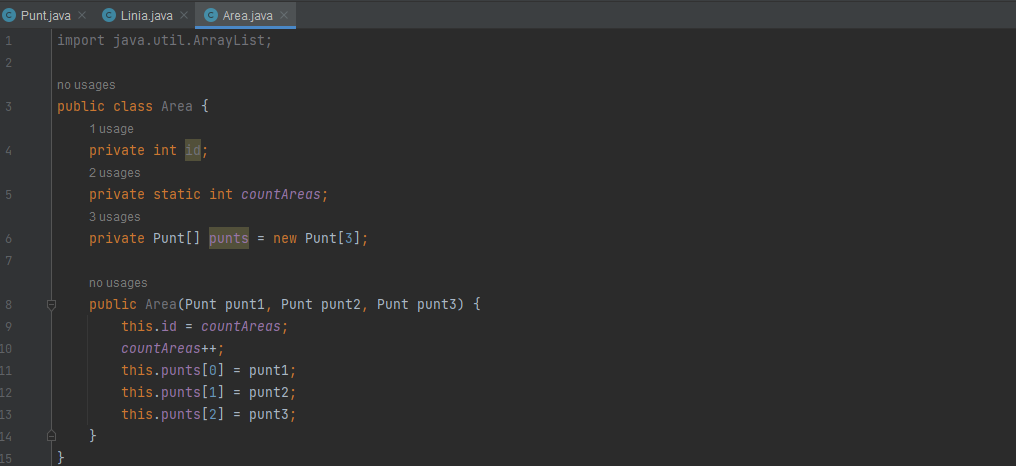 Punt.java Linia.java Area.java
1 import java.util.ArrayList;
2
no usages
3 public class Area {
1 usage
4 private int id;
2 usages
5 private static int countAreas;
3 usages
6 private Punt[] punts = new Punt[3];
7
no usages
8 public Area(Punt punt1, Punt punt2, Punt punt3) {
9 this.id = countAreas;
10 countAreas++;
11 this.punts[0] = punt1;
12 this.punts[1] = punt2;
13 this.punts[2] = punt3;
14 }
15 }